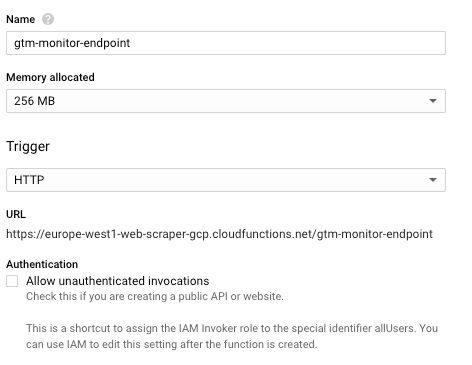 Name ?
gtm-monitor-endpoint
Memory allocated
256 MB
Trigger
HTTP
URL
https://europe-west1-web-scraper-gcp.cloudfunctions.net/gtm-monitor-endpoint
Authentication
Allow unauthenticated invocations
Check this if you are creating a public API or website.
This is a shortcut to assign the IAM Invoker role to the special identifier allUsers. You
can use IAM to edit this setting after the function is created.